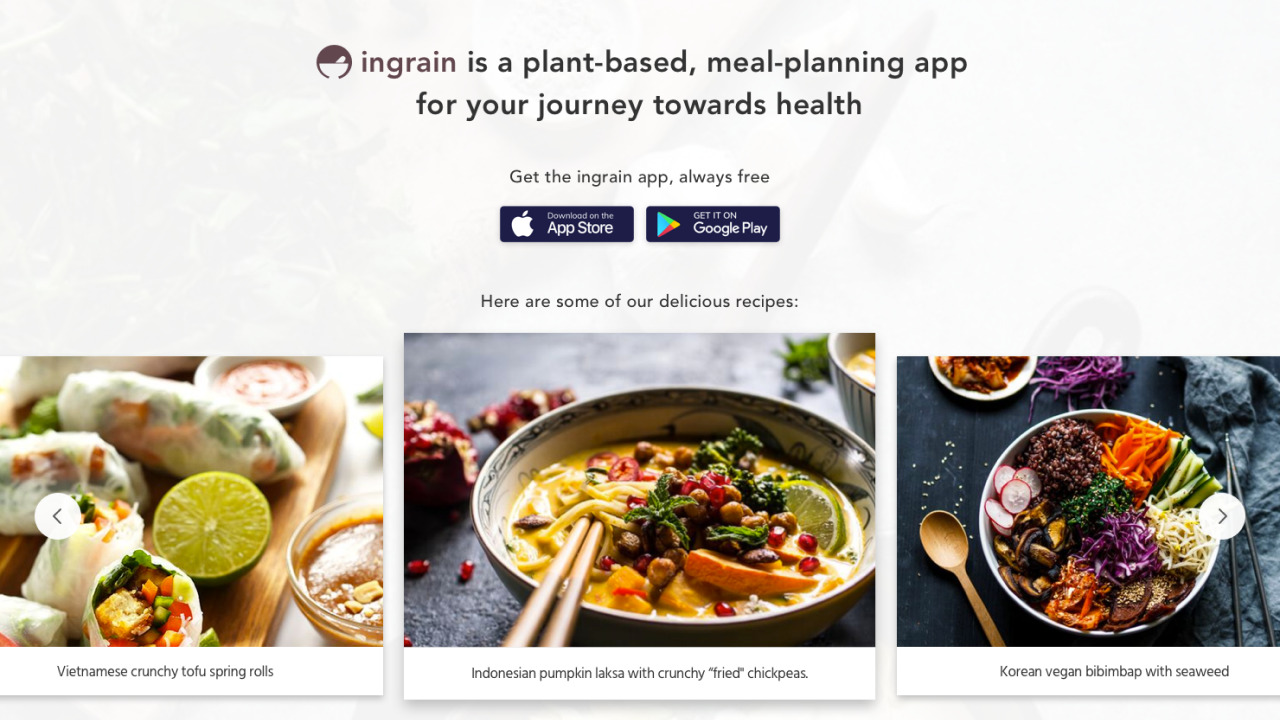 ingrain is a plant-based, meal-planning app
for your journey towards health
Get the ingrain app, always free
Download on the
App Store
GET IT ON
Google Play
Here are some of our delicious recipes:
Vietnamese crunchy tofu spring rolls
Indonesian pumpkin laksa with crunchy “fried" chickpeas.
Korean vegan bibimbap with seaweed